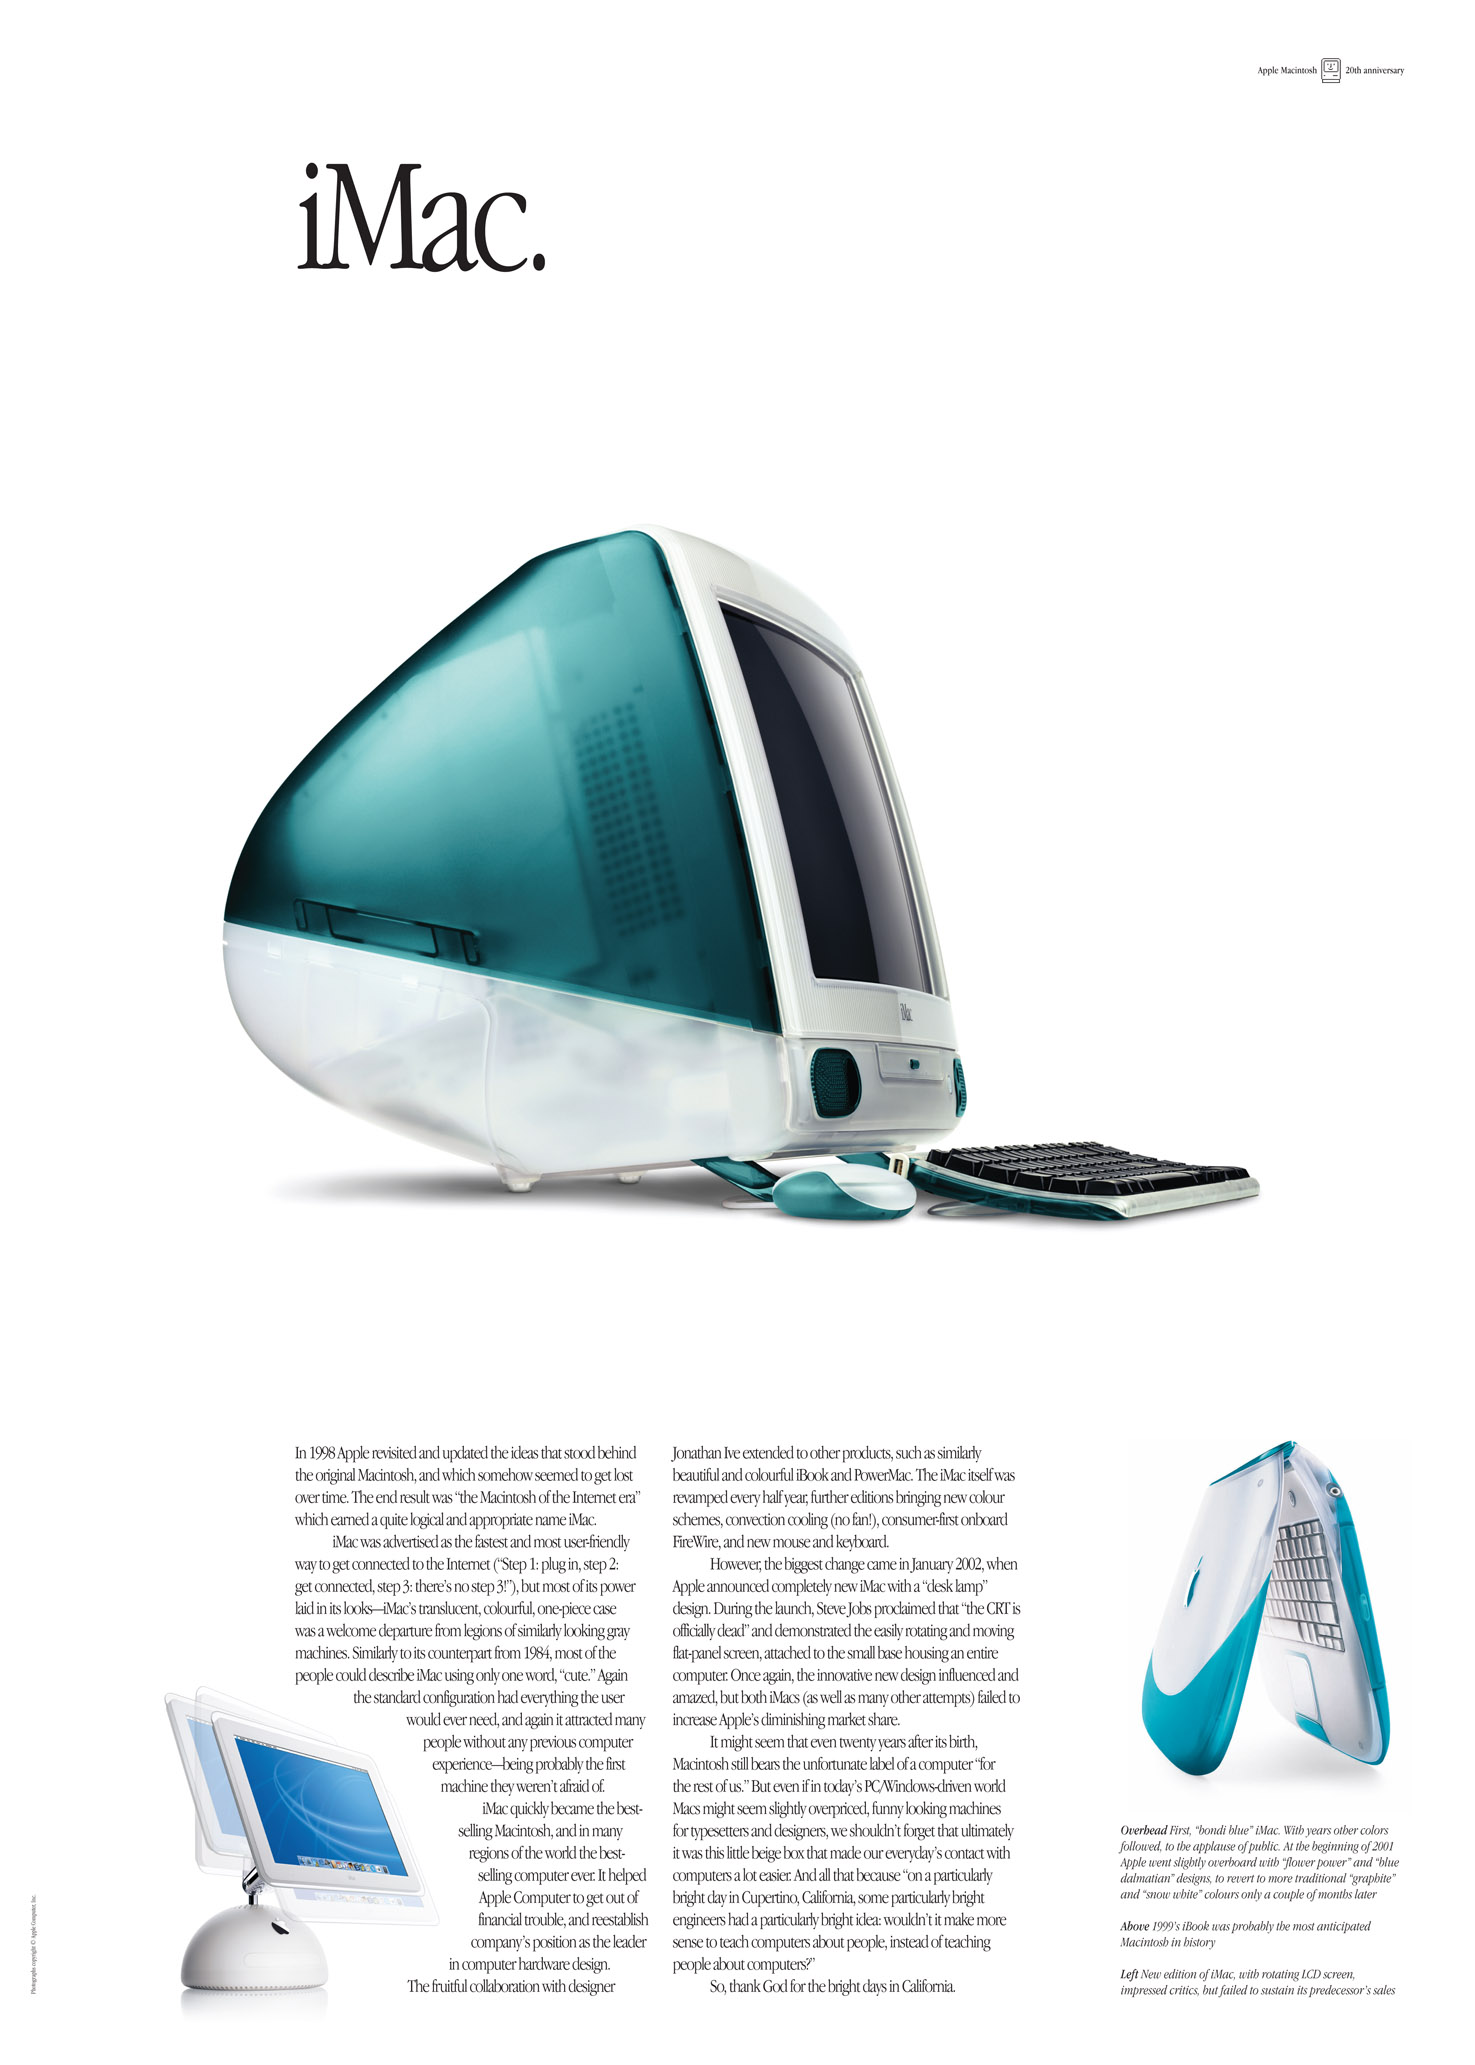 Apple Macintosh 20th anniversary
iMac.
iMac
In 1998 Apple revisited and updated the ideas that stood behind
the original Macintosh, and which somehow seemed to get lost
over time. The end result was “the Macintosh of the Internet era”
which earned a quite logical and appropriate name iMac.
iMac was advertised as the fastest and most user-friendly
way to get connected to the Internet (“Step 1: plug in, step 2:
get connected, step 3: there’s no step 3!”), but most of its power
laid in its looks—iMac’s translucent, colourful, one-piece case
was a welcome departure from legions of similarly looking gray
machines. Similarly to its counterpart from 1984, most of the
people could describe iMac using only one word, “cute.” Again
the standard configuration had everything the user
would ever need, and again it attracted many
people without any previous computer
experience—being probably the first
machine they weren’t afraid of.
iMac quickly became the best-
selling Macintosh, and in many
regions of the world the best-
selling computer ever. It helped
Apple Computer to get out of
financial trouble, and reestablish
company’s position as the leader
in computer hardware design.
The fruitful collaboration with designer
Jonathan Ive extended to other products, such as similarly
beautiful and colourful iBook and PowerMac. The iMac itself was
revamped every half year, further editions bringing new colour
schemes, convection cooling (no fan!), consumer-first onboard
FireWire, and new mouse and keyboard.
However, the biggest change came in January 2002, when
Apple announced completely new iMac with a “desk lamp”
design. During the launch, Steve Jobs proclaimed that “the CRT is
officially dead” and demonstrated the easily rotating and moving
flat-panel screen, attached to the small base housing an entire
computer. Once again, the innovative new design influenced and
amazed, but both iMacs (as well as many other attempts) failed to
increase Apple’s diminishing market share.
It might seem that even twenty years after its birth,
Macintosh still bears the unfortunate label of a computer “for
the rest of us.” But even if in today’s PC/Windows-driven world
Macs might seem slightly overpriced, funny looking machines
for typesetters and designers, we shouldn’t forget that ultimately
it was this little beige box that made our everyday’s contact with
computers a lot easier. And all that because “on a particularly
bright day in Cupertino, California, some particularly bright
engineers had a particularly bright idea: wouldn’t it make more
sense to teach computers about people, instead of teaching
people about computers?”
So, thank God for the bright days in California.
Overhead First, “bondi blue” iMac. With years other colors
followed, to the applause of public. At the beginning of 2001
Apple went slightly overboard with “flower power” and “blue
dalmatian” designs, to revert to more traditional “graphite”
and “snow white” colours only a couple of months later
Above 1999’s iBook was probably the most anticipated
Macintosh in history
Left New edition of iMac, with rotating LCD screen,
impressed critics, but failed to sustain its predecessor’s sales
Photographs copyright © Apple Computer, Inc.